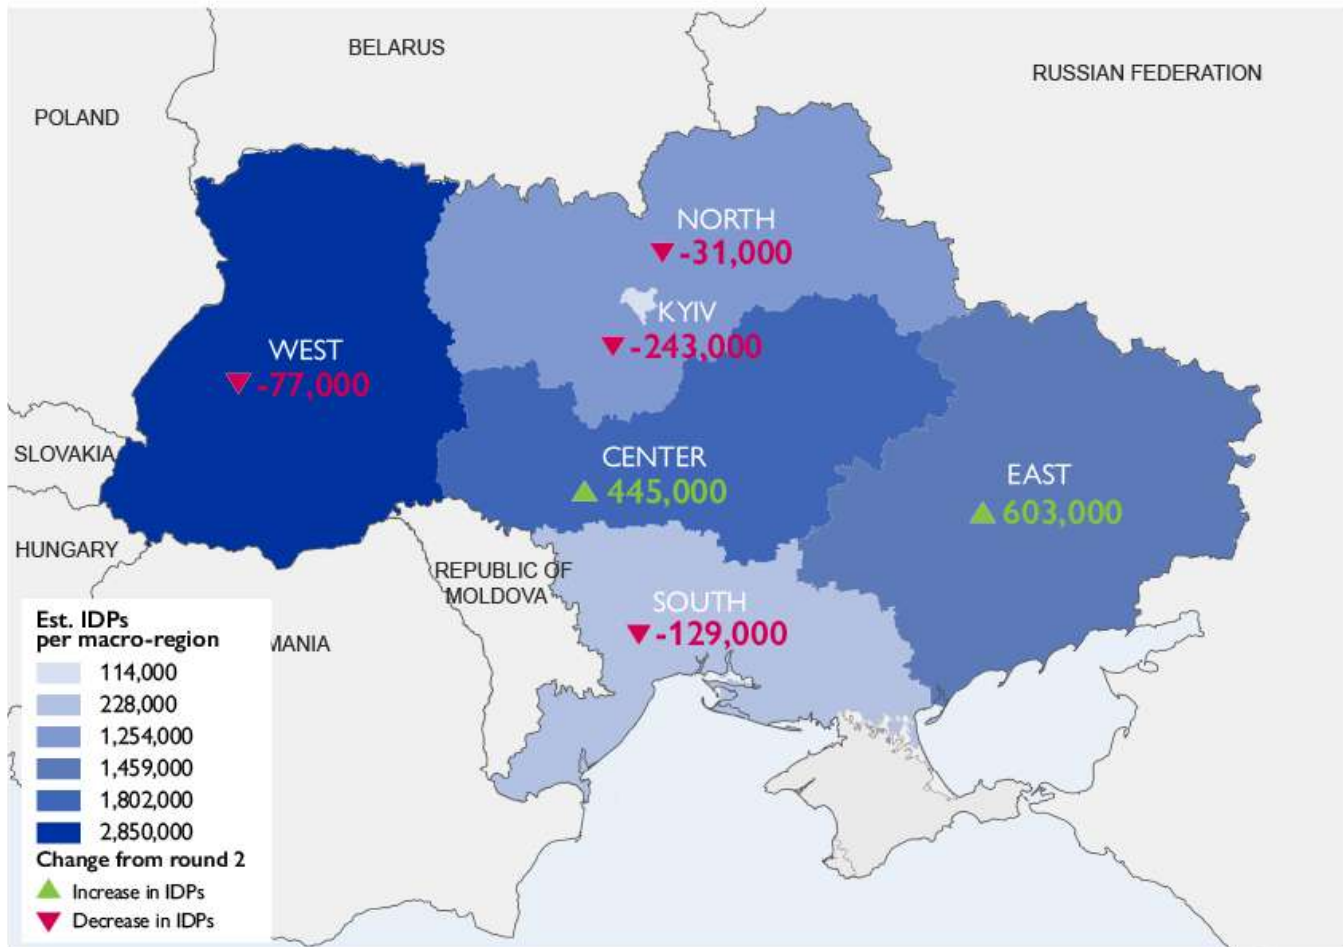 BELARUS
RUSSIAN FEDERATION
POLAND
NORTH
-31,000
KYIV
-243,000
WEST
-77,000
SLOVAKIA
CENTER
445,000
EAST
603,000
HUNGARY
REPUBLIC OF
MOLDOVA
SOUTH
-129,000
MANIA
Est. IDPs
per macro-region
114,000
228,000
1,254,000
1,459,000
1,802,000
2,850,000
Change from round 2
Increase in IDPs
Decrease in IDPs